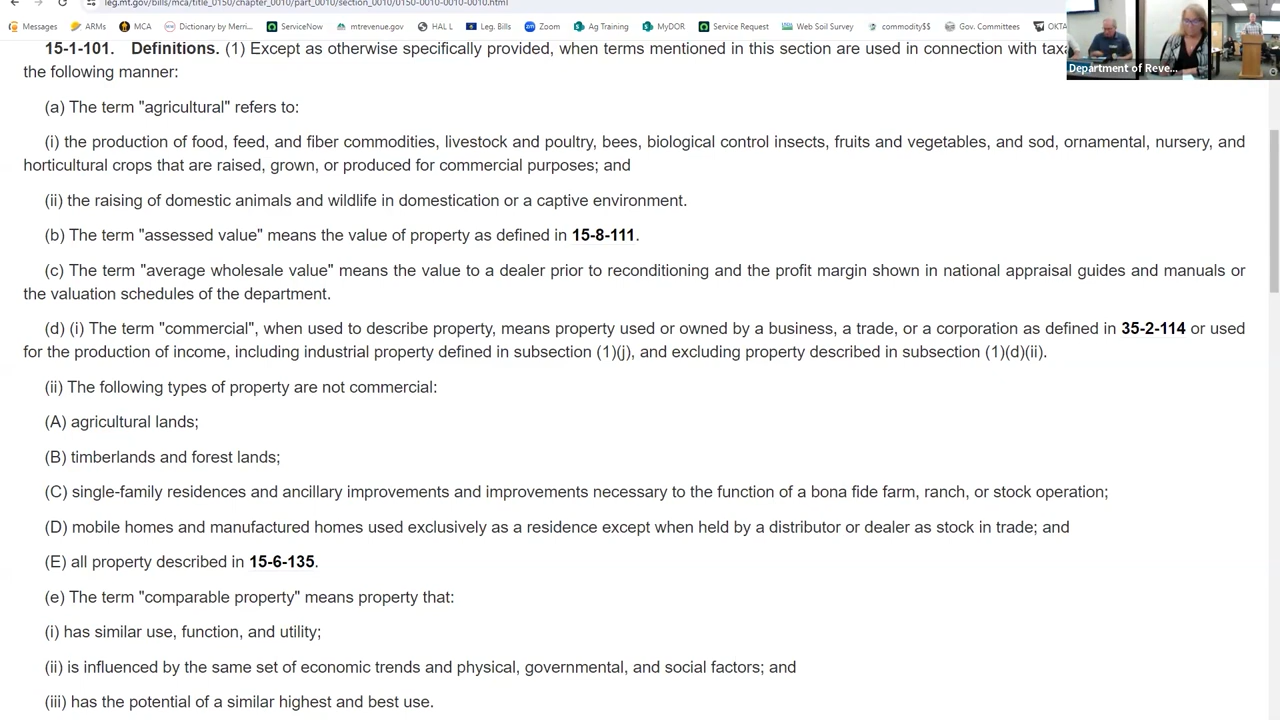 leg.mt.gov/bills/mca/title_0150/chapter_0010/part_0010/section_0010/0150-0010-0010-0010.html
Messages ARMs MCA Dictionary by Merri... ServiceNow mtrevenue.gov HAL L Leg. Bills Zoom Ag Training MyDOR Service Request Web Soil Survey commodity$$ Gov. Committees OKTA
Department of Reve...
15-1-101. Definitions. (1) Except as otherwise specifically provided, when terms mentioned in this section are used in connection with taxa
the following manner:
(a) The term "agricultural" refers to:
(i) the production of food, feed, and fiber commodities, livestock and poultry, bees, biological control insects, fruits and vegetables, and sod, ornamental, nursery, and
horticultural crops that are raised, grown, or produced for commercial purposes; and
(ii) the raising of domestic animals and wildlife in domestication or a captive environment.
(b) The term "assessed value" means the value of property as defined in 15-8-111.
(c) The term "average wholesale value" means the value to a dealer prior to reconditioning and the profit margin shown in national appraisal guides and manuals or
the valuation schedules of the department.
(d) (i) The term "commercial", when used to describe property, means property used or owned by a business, a trade, or a corporation as defined in 35-2-114 or used
for the production of income, including industrial property defined in subsection (1)(j), and excluding property described in subsection (1)(d)(ii).
(ii) The following types of property are not commercial:
(A) agricultural lands;
(B) timberlands and forest lands;
(C) single-family residences and ancillary improvements and improvements necessary to the function of a bona fide farm, ranch, or stock operation;
(D) mobile homes and manufactured homes used exclusively as a residence except when held by a distributor or dealer as stock in trade; and
(E) all property described in 15-6-135.
(e) The term "comparable property" means property that:
(i) has similar use, function, and utility;
(ii) is influenced by the same set of economic trends and physical, governmental, and social factors; and
(iii) has the potential of a similar highest and best use.